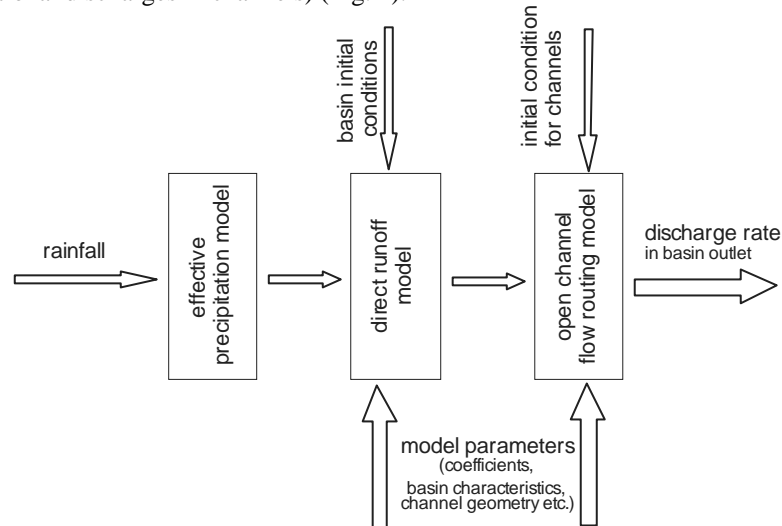 basin initial
conditions
initial condition
for channels
rainfall
effective
precipitation model
direct runoff
model
open channel
flow routing model
discharge rate
in basin outlet
model parameters
(coefficients,
basin characteristics,
channel geometry etc.)